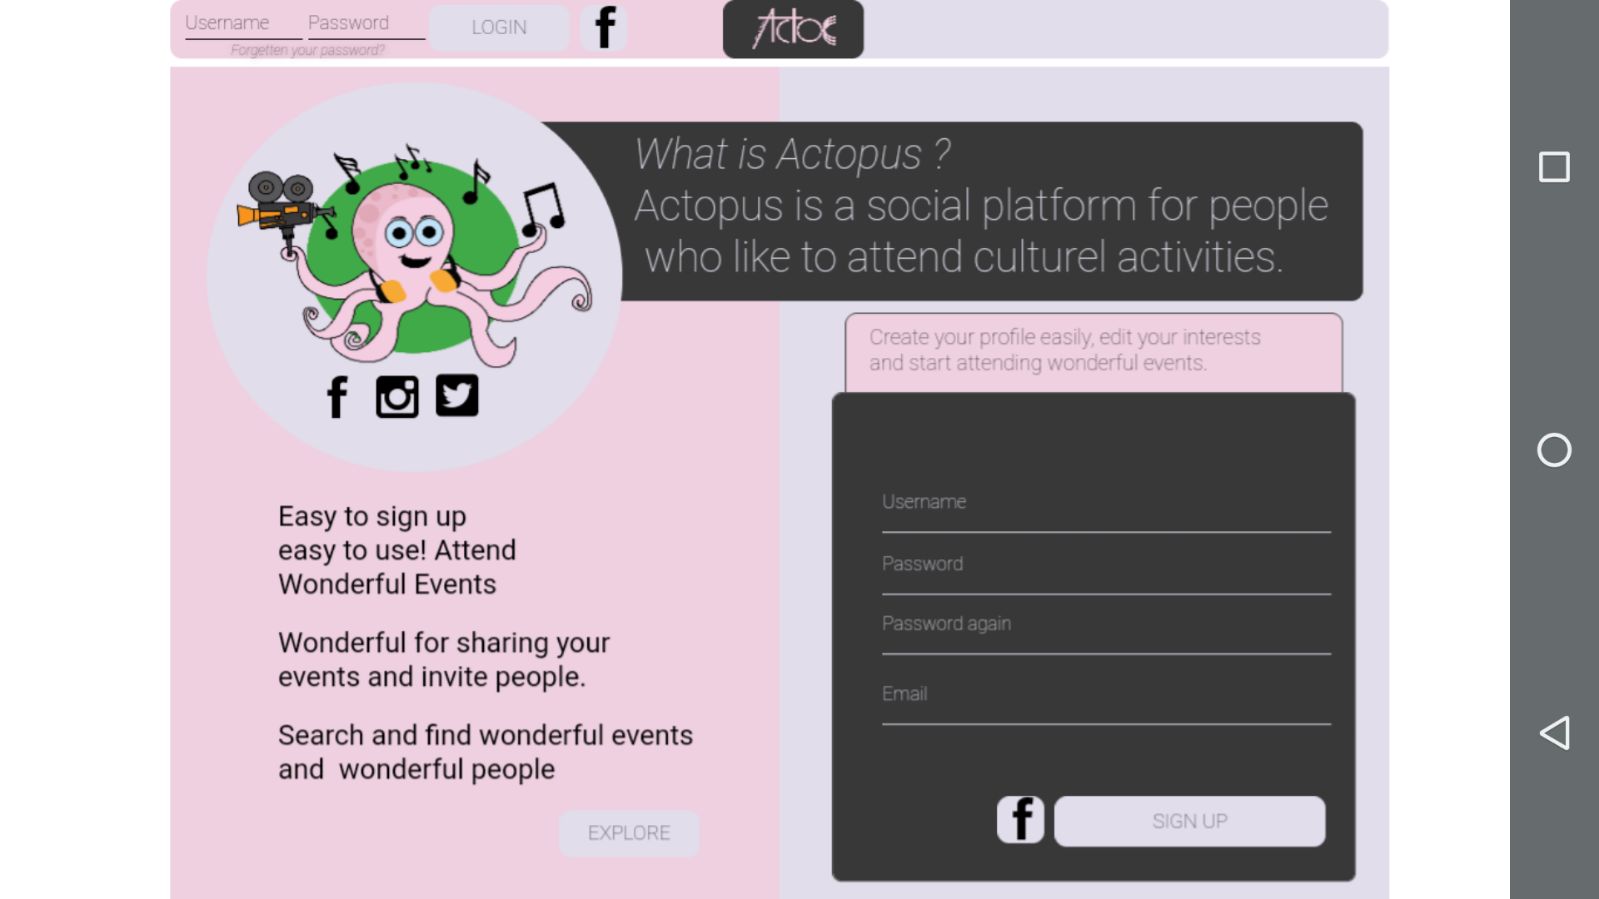 Username Password LOGIN f Actoc
Forgetten your password?
What is Actopus ?
Actopus is a social platform for people
who like to attend culturel activities.
Create your profile easily, edit your interests
and start attending wonderful events.
f
Easy to sign up
easy to use! Attend
Wonderful Events
Wonderful for sharing your
events and invite people.
Search and find wonderful events
and wonderful people
EXPLORE
Username
Password
Password again
Email
f SIGN UP